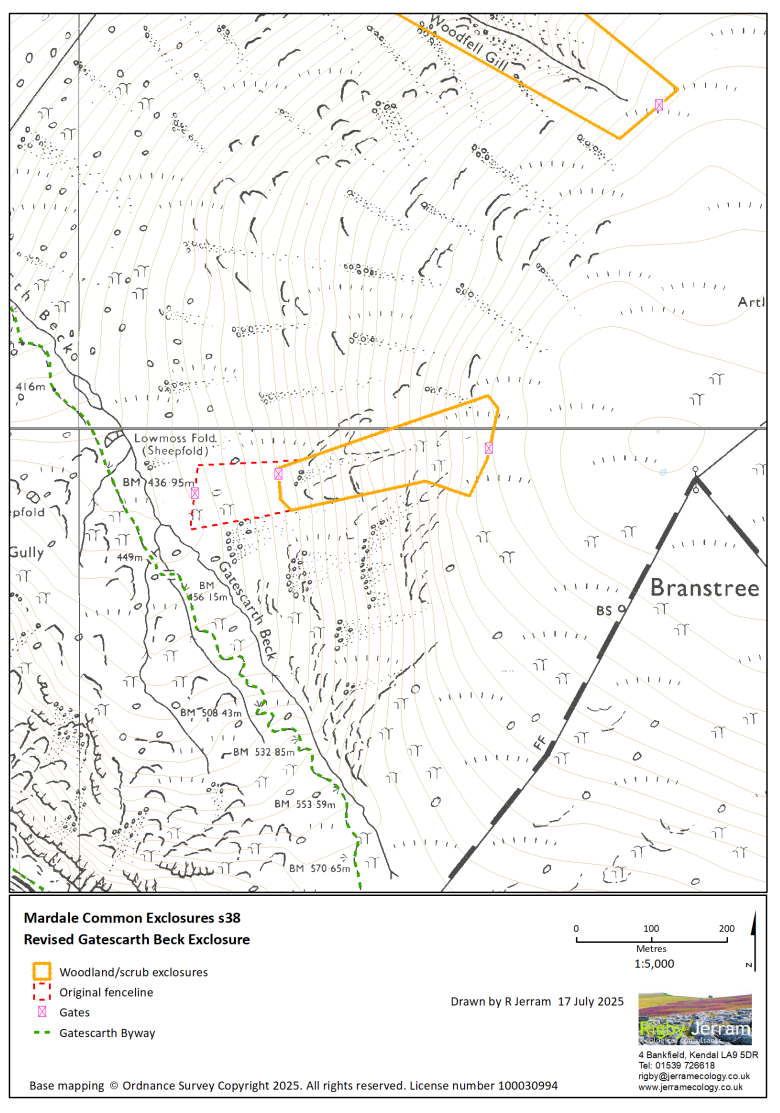 Woodfell Gill
th Beck
Artl
416m
Lowmoss Fold
(Sheepfold)
BM 436·95m
epfold
Gully
449m
BM
456·15m
Gatescarth Beck
Branstree
BS
BM 508·43m
FF
BM 532·85m
BM 553·59m
BM 570·65m
Mardale Common Exclosures s38
Revised Gatescarth Beck Exclosure
Woodland/scrub exclosures
Original fenceline
Gates
Gatescarth Byway
0 100 200
Metres
1:5,000
N
Drawn by R Jerram 17 July 2025
Rigby Jerram
ecological consultants
4 Bankfield, Kendal LA9 5DR
Tel: 01539 726618
rigby@jerramecology.co.uk
www.jerramecology.co.uk
Base mapping © Ordnance Survey Copyright 2025. All rights reserved. License number 100030994